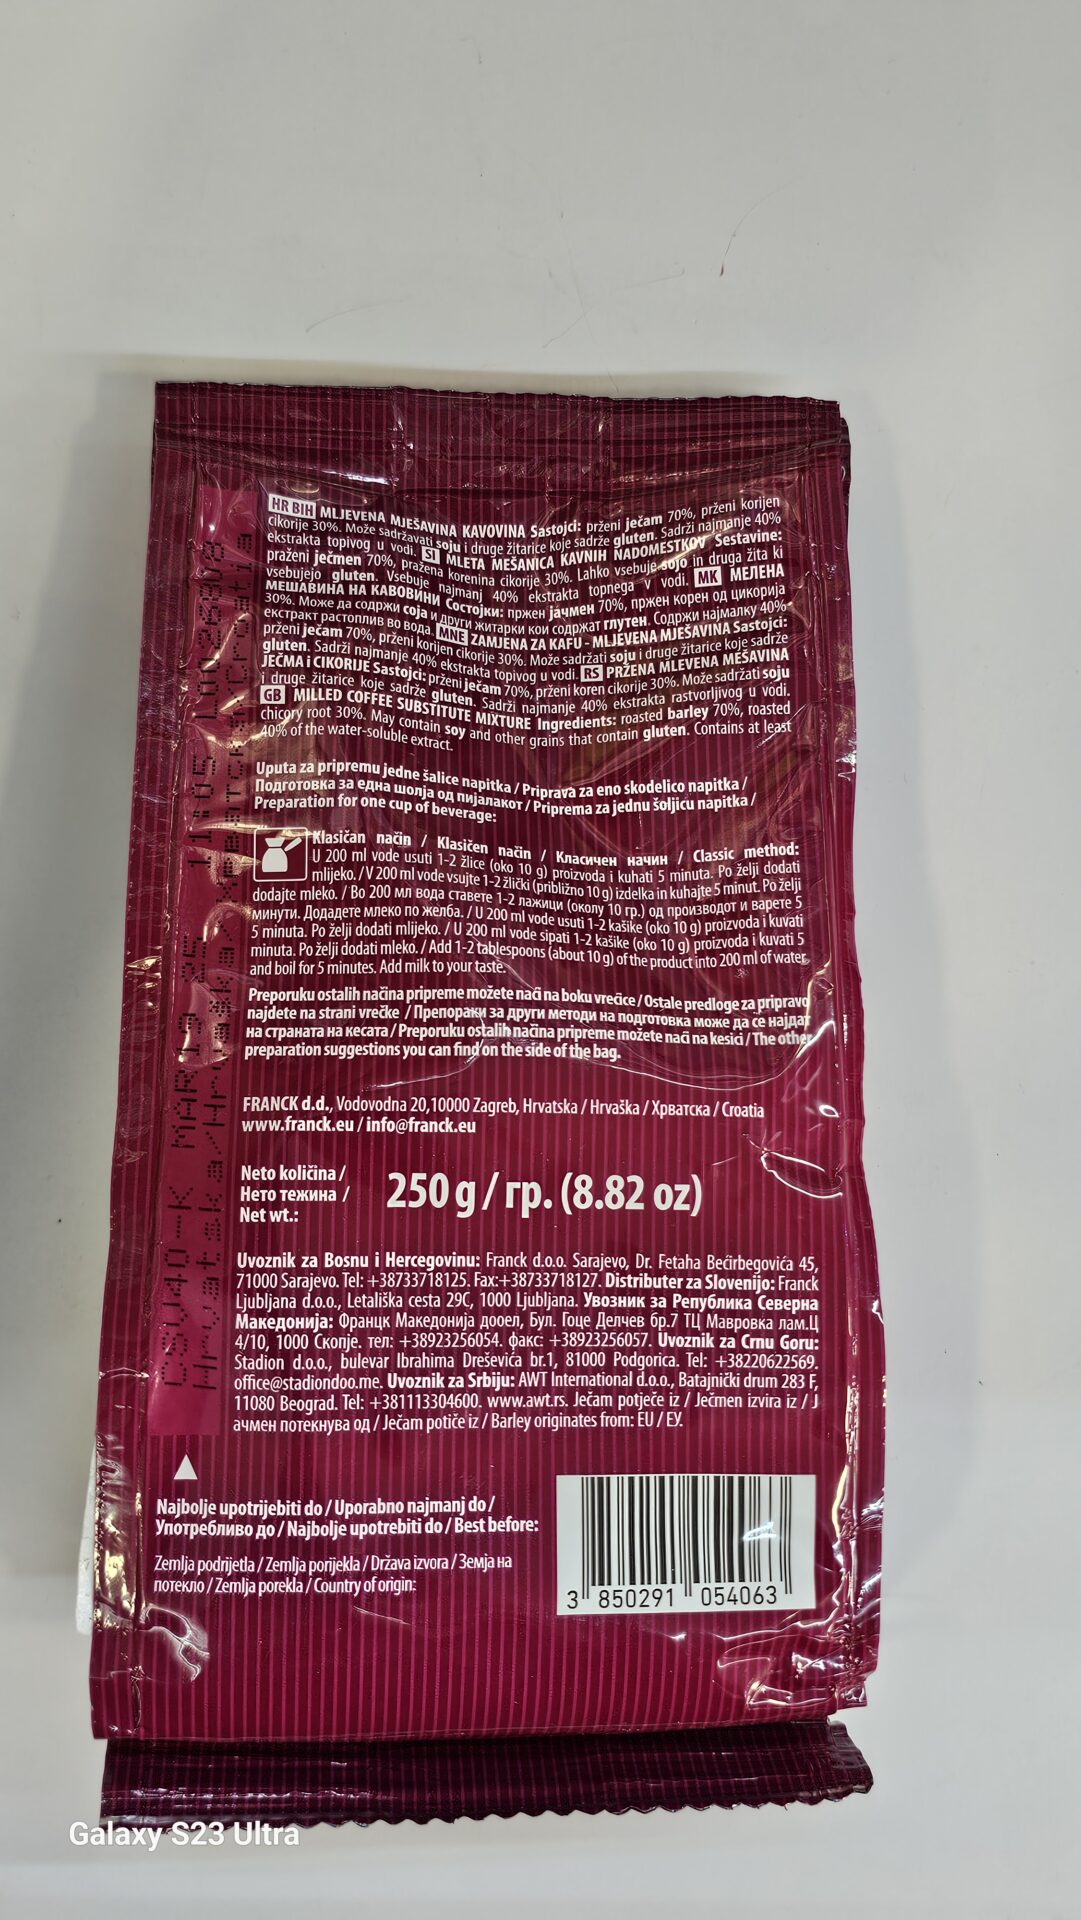 HR BIH MLJEVENA MJEŠAVINA KAVOVINA Sastojci: prženi ječam 70%, prženi korijen
cikorije 30%. Može sadržavati soju i druge žitarice koje sadrže gluten. Sadrži najmanje 40%
ekstrakta topivog u vodi. SI MLETA MEŠANICA KAVNIH NADOMESTKOV Sestavine:
praženi ječmen 70%, pražena korenina cikorije 30%. Lahko vsebuje sojo in druga žita ki
vsebujejo gluten. Vsebuje najmanj 40% ekstrakta topnega v vodi. MK МЕЛЕНА
МЕШАВИНА НА КАВОВИНИ Состојки: пржен јачмен 70%, пржен корен од цикорија
30%. Може да содржи соја и други житарки кои содржат глутен. Содржи најмалку 40%
екстракт растоплив во вода. MNE ZAMJENA ZA KAFU - MLJEVENA MJEŠAVINA Sastojci:
prženi ječam 70%, prženi korijen cikorije 30%. Može sadržati soju i druge žitarice koje sadrže
gluten. Sadrži najmanje 40% ekstrakta topivog u vodi. RS PRŽENA MLEVENA MEŠAVINA
JEČMA i CIKORIJE Sastojci: prženi ječam 70%, prženi koren cikorije 30%. Može sadržati soju
i druge žitarice koje sadrže gluten. Sadrži najmanje 40% ekstrakta rastvorljivog u vodi.
GB MILLED COFFEE SUBSTITUTE MIXTURE Ingredients: roasted barley 70%, roasted
chicory root 30%. May contain soy and other grains that contain gluten. Contains at least
40% of the water-soluble extract.
Uputa za pripremu jedne šalice napitka / Priprava za eno skodelico napitka /
Подготовка за една шолја од пијалакот / Priprema za jednu šoljicu napitka /
Preparation for one cup of beverage:
Klasičan način / Klasičen način / Класичен начин / Classic method:
U 200 ml vode usuti 1-2 žlice (oko 10 g) proizvoda i kuhati 5 minuta. Po želji dodati
mlijeko. / V 200 ml vode vsujte 1-2 žlički (približno 10 g) izdelka in kuhajte 5 minut. Po želji
dodajte mleko. / Во 200 мл вода ставете 1-2 лажици (околу 10 гр.) од производот и варете 5
минути. Додадете млеко по желба. / U 200 ml vode usuti 1-2 kašike (oko 10 g) proizvoda i kuvati
5 minuta. Po želji dodati mlijeko. / U 200 ml vode sipati 1-2 kašike (oko 10 g) proizvoda i kuvati 5
minuta. Po želji dodati mleko. / Add 1-2 tablespoons (about 10 g) of the product into 200 ml of water
and boil for 5 minutes. Add milk to your taste.
Preporuku ostalih načina pripreme možete naći na boku vrećice / Ostale predloge za pripravo
najdete na strani vrečke / Препораки за други методи на подготовка може да се најдат
на страната на кесата / Preporuku ostalih načina pripreme možete naći na kesici / The other
preparation suggestions you can find on the side of the bag.
FRANCK d.d., Vodovodna 20,10000 Zagreb, Hrvatska / Hrvaška / Хрватска / Croatia
www.franck.eu / info@franck.eu
Neto količina /
Нето тежина /
Net wt.:
250 g / гр. (8.82 oz)
Uvoznik za Bosnu i Hercegovinu: Franck d.o.o. Sarajevo, Dr. Fetaha Bećirbegovića 45,
71000 Sarajevo. Tel: +38733718125. Fax:+38733718127. Distributer za Slovenijo: Franck
Ljubljana d.o.o., Letališka cesta 29C, 1000 Ljubljana. Увозник за Република Северна
Македонија: Францк Македонија дооел, Бул. Гоце Делчев бр.7 ТЦ Мавровка лам.Ц
4/10, 1000 Скопје. тел: +38923256054. факс: +38923256057. Uvoznik za Crnu Goru:
Stadion d.o.o., bulevar Ibrahima Dreševića br.1, 81000 Podgorica. Tel: +38220622569.
office@stadiondoo.me. Uvoznik za Srbiju: AWT International d.o.o., Batajnički drum 283 F,
11080 Beograd. Tel: +381113304600. www.awt.rs. Ječam potječe iz / Ječmen izvira iz / J
ачмен потекнува од / Ječam potiče iz / Barley originates from: EU / ЕУ.
Najbolje upotrijebiti do / Uporabno najmanj do /
Употребливо до / Najbolje upotrebiti do / Best before:
Zemlja podrijetla / Zemlja porijekla / Država izvora / Земја на
потекло / Zemlja porekla / Country of origin:
3 850291 054063
MAR 19 25 11:05
Hrvatska/Hrvaška/
Galaxy S23 Ultra